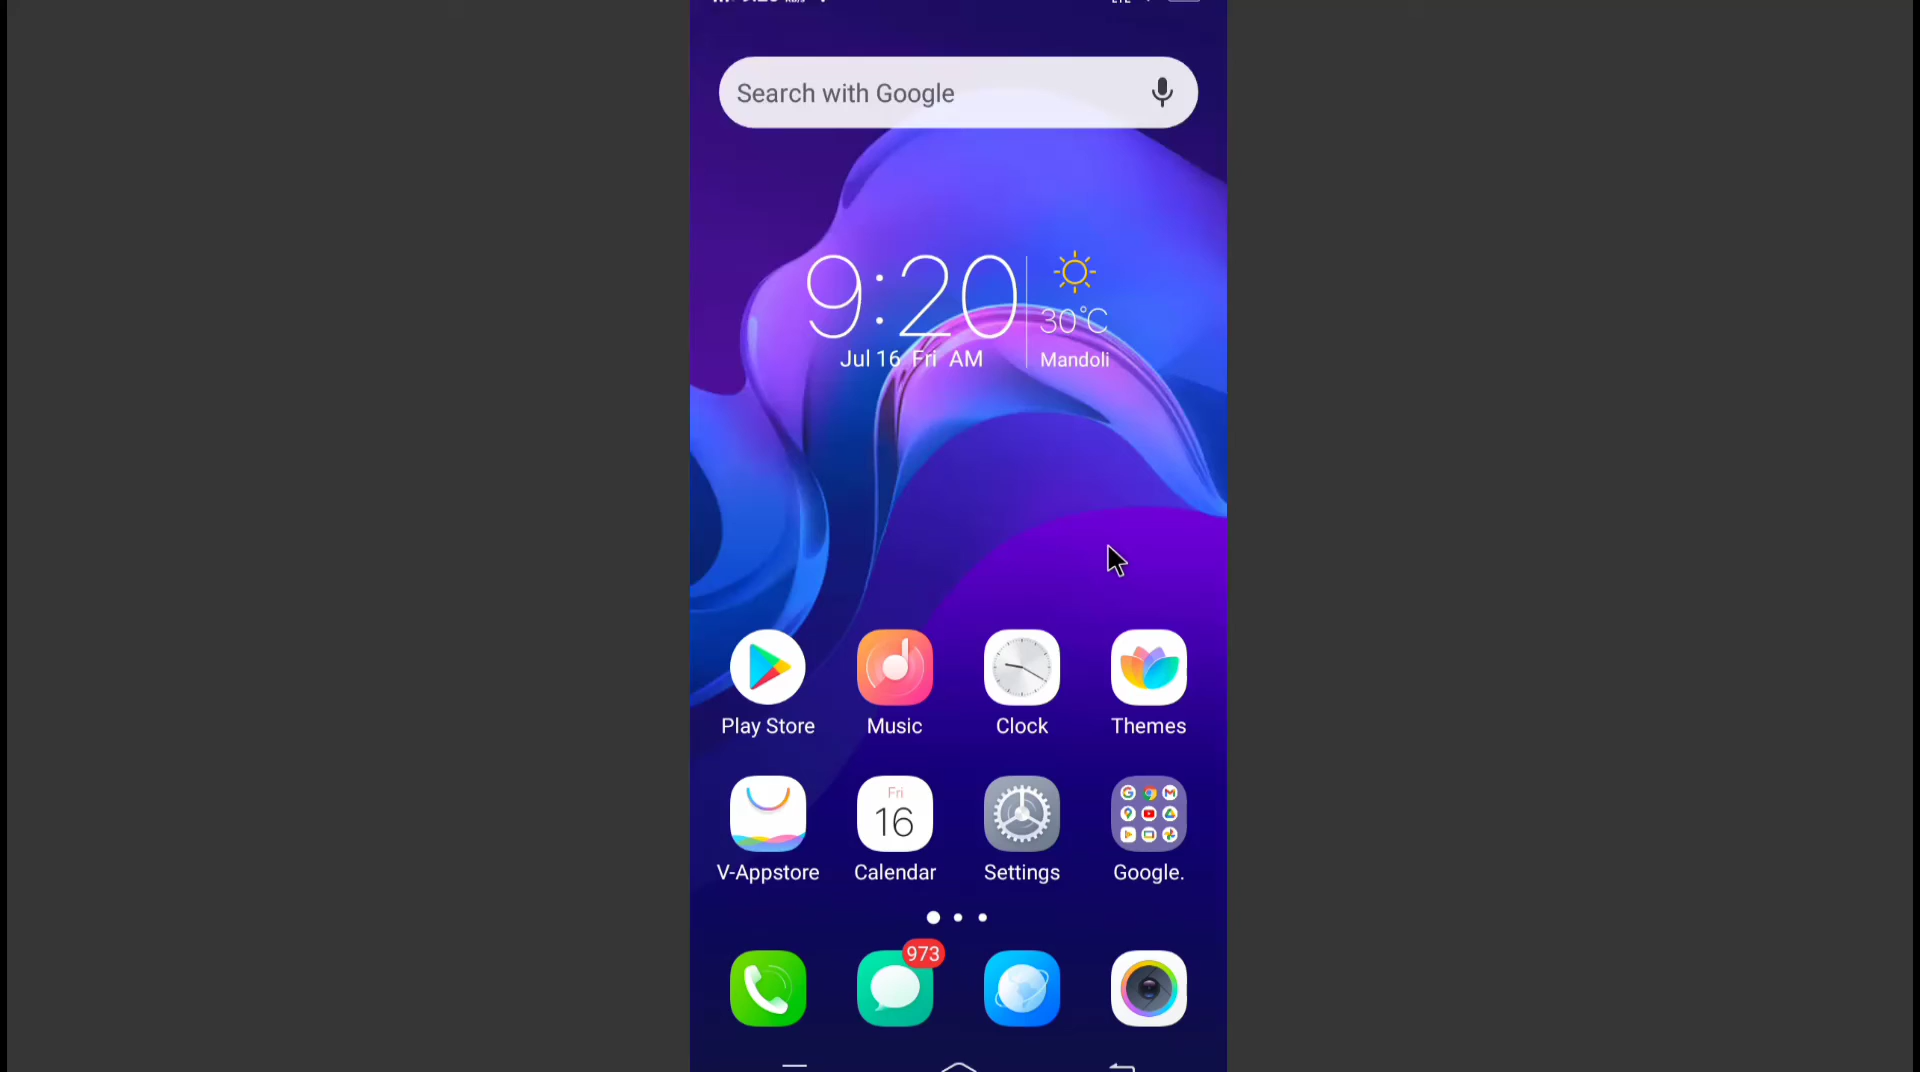 Search with Google
9:20
30°C
Jul 16 Fri AM
Mandoli
Play Store
Music
Clock
Themes
Fri
16
V-Appstore
Calendar
Settings
Google.
973